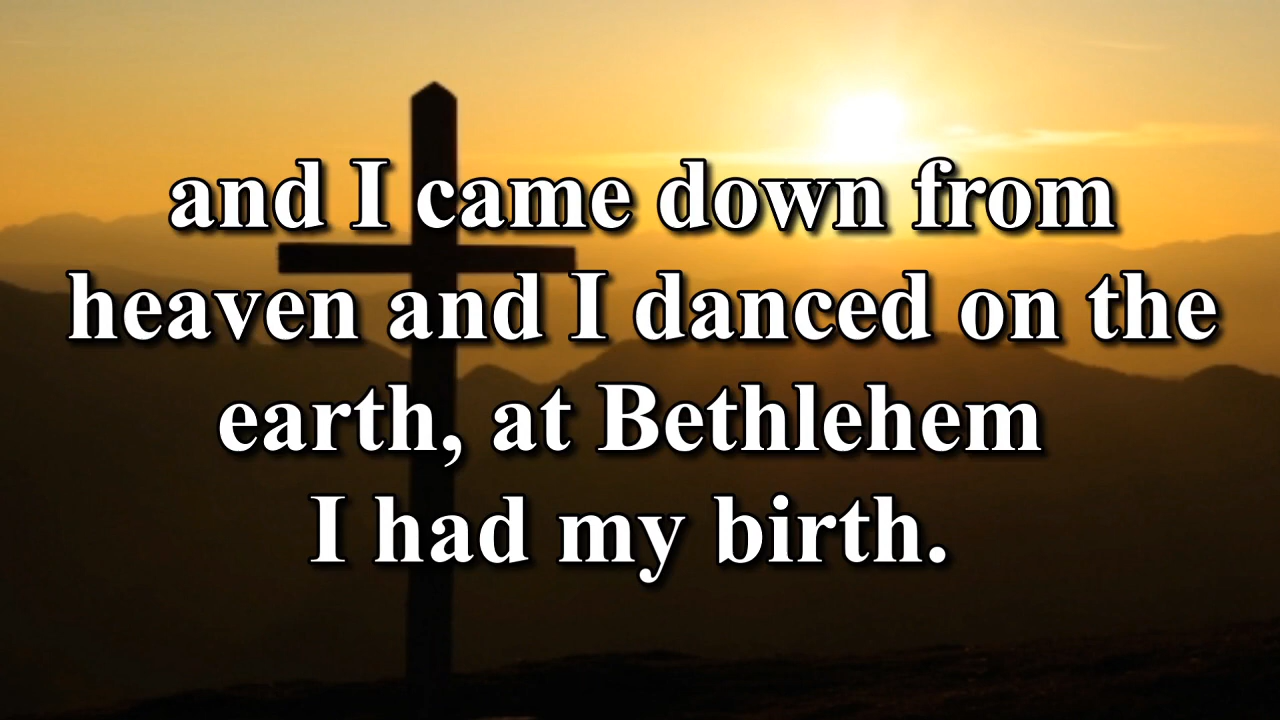 and I came down from
heaven and I danced on the
earth, at Bethlehem
I had my birth.